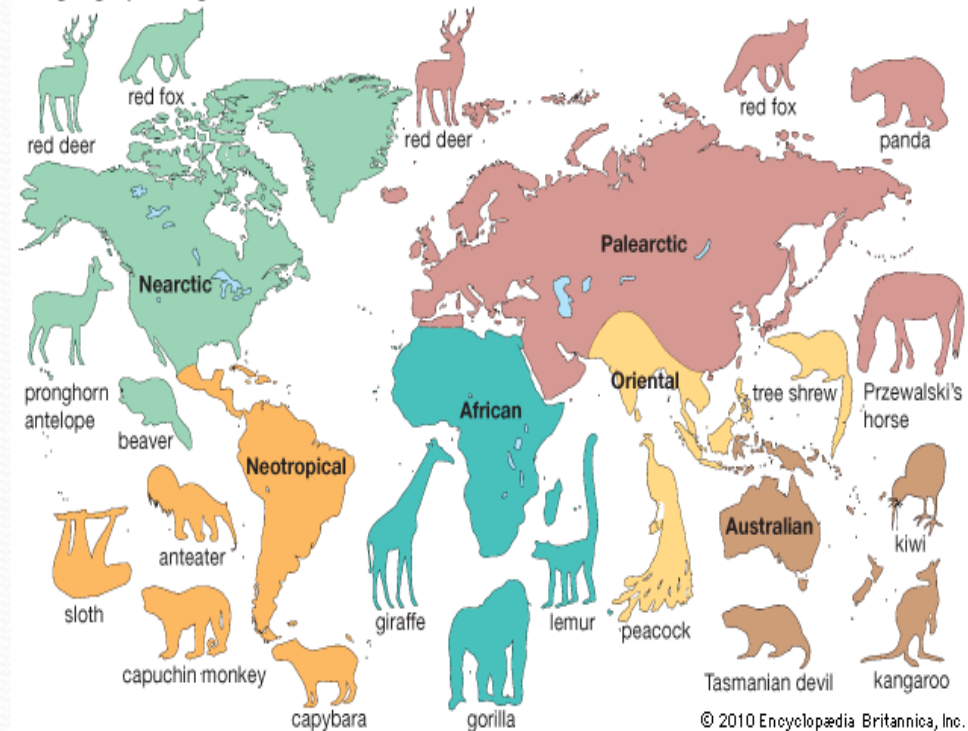 red deer
red fox
red deer
red fox
panda
Nearctic
Palearctic
pronghorn
antelope
beaver
African
Oriental
tree shrew
Przewalski's
horse
Neotropical
anteater
sloth
capuchin monkey
capybara
giraffe
gorilla
lemur
peacock
Australian
kiwi
Tasmanian devil
kangaroo
© 2010 Encyclopædia Britannica, Inc.